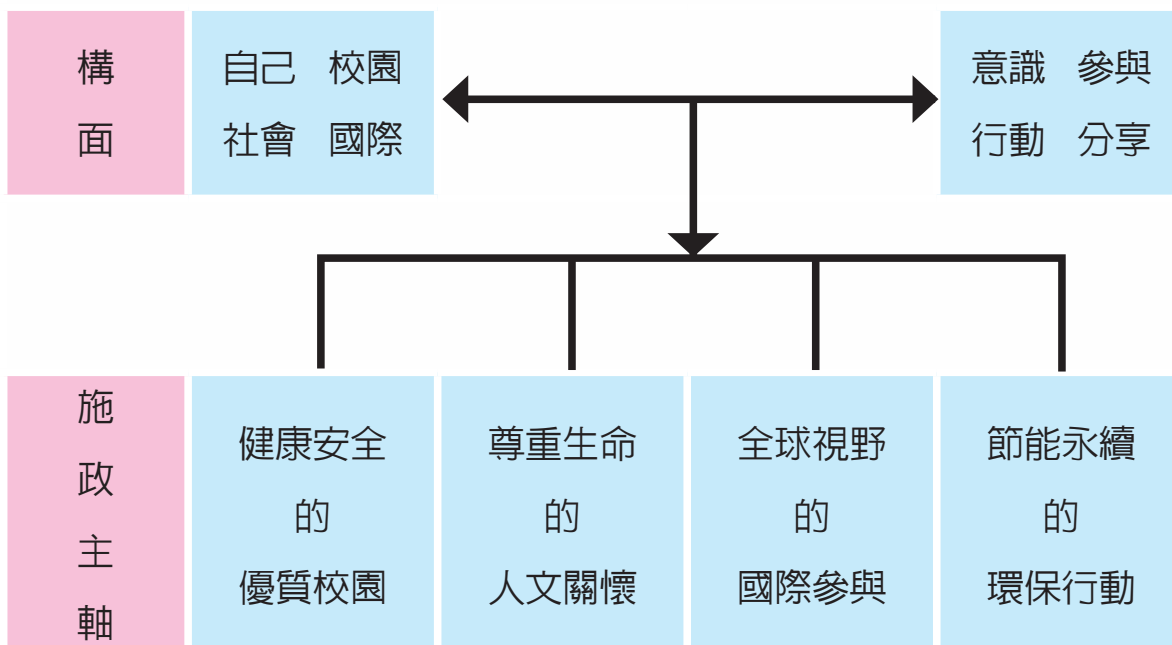 構
面
自己 校園
社會 國際
意識 參與
行動 分享
施
政
主
軸
健康安全
的
優質校園
尊重生命
的
人文關懷
全球視野
的
國際參與
節能永續
的
環保行動